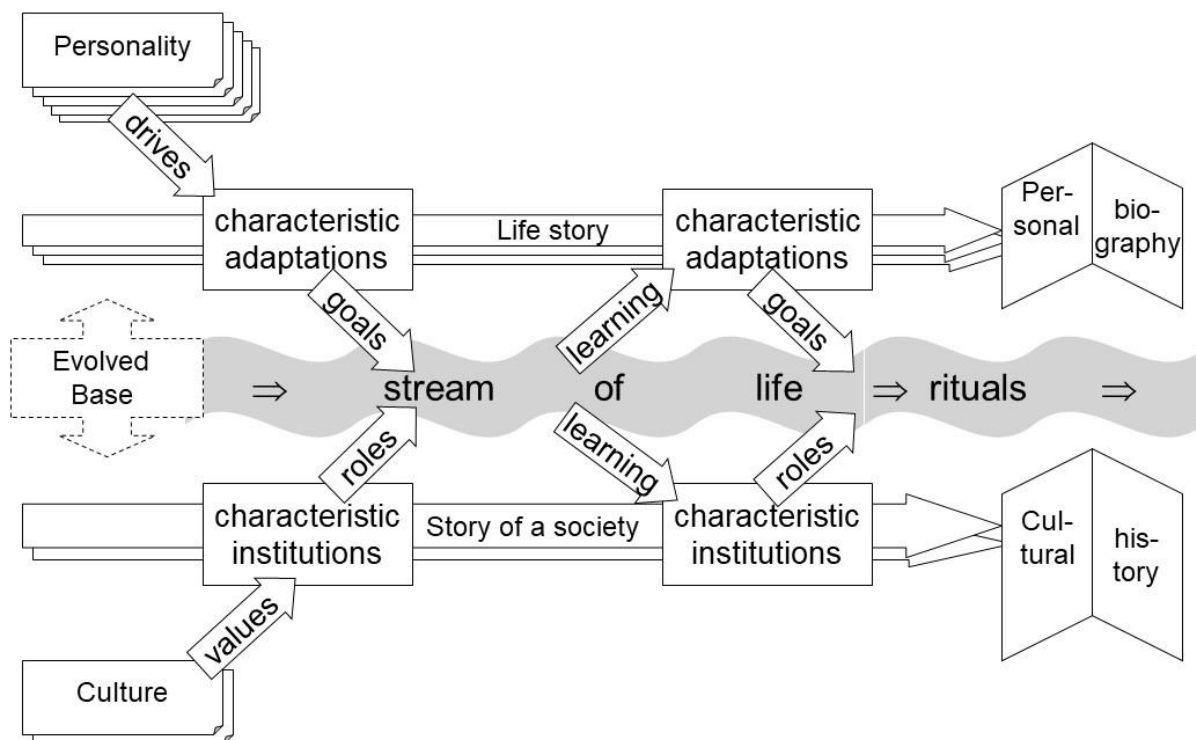 Personality
drives
characteristic
adaptations
Life story
characteristic
adaptations
Per-
sonal
bio-
graphy
goals
learning
goals
Evolved
Base
⇒ stream of life ⇒ rituals ⇒
roles
learning
roles
characteristic
institutions
Story of a society
characteristic
institutions
Cul-
tural
his-
tory
values
Culture